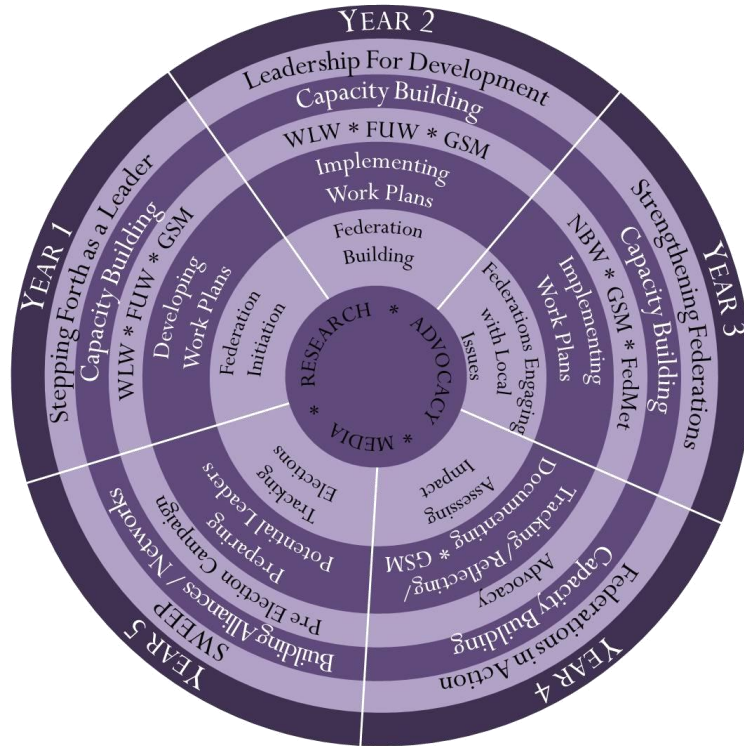 YEAR 1
Stepping Forth as a Leader
Capacity Building
WLW * FUW * GSM
Developing
Work Plans
Federation
Initiation
YEAR 2
Leadership For Development
Capacity Building
WLW * FUW * GSM
Implementing
Work Plans
Federation
Building
YEAR 3
Strengthening Federations
Capacity Building
NBW * GSM * FedMet
Implementing
Work Plans
Federations Engaging
with Local
Issues
YEAR 4
Federations in Action
Capacity Building
Advocacy
Tracking/Reflecting/
Documenting * GSM
Assessing
Impact
YEAR 5
SWEEP
Building Alliances / Networks
Pre Election Campaign
Preparing
Potential Leaders
Tracking
Elections
RESEARCH * ADVOCACY * MEDIA *